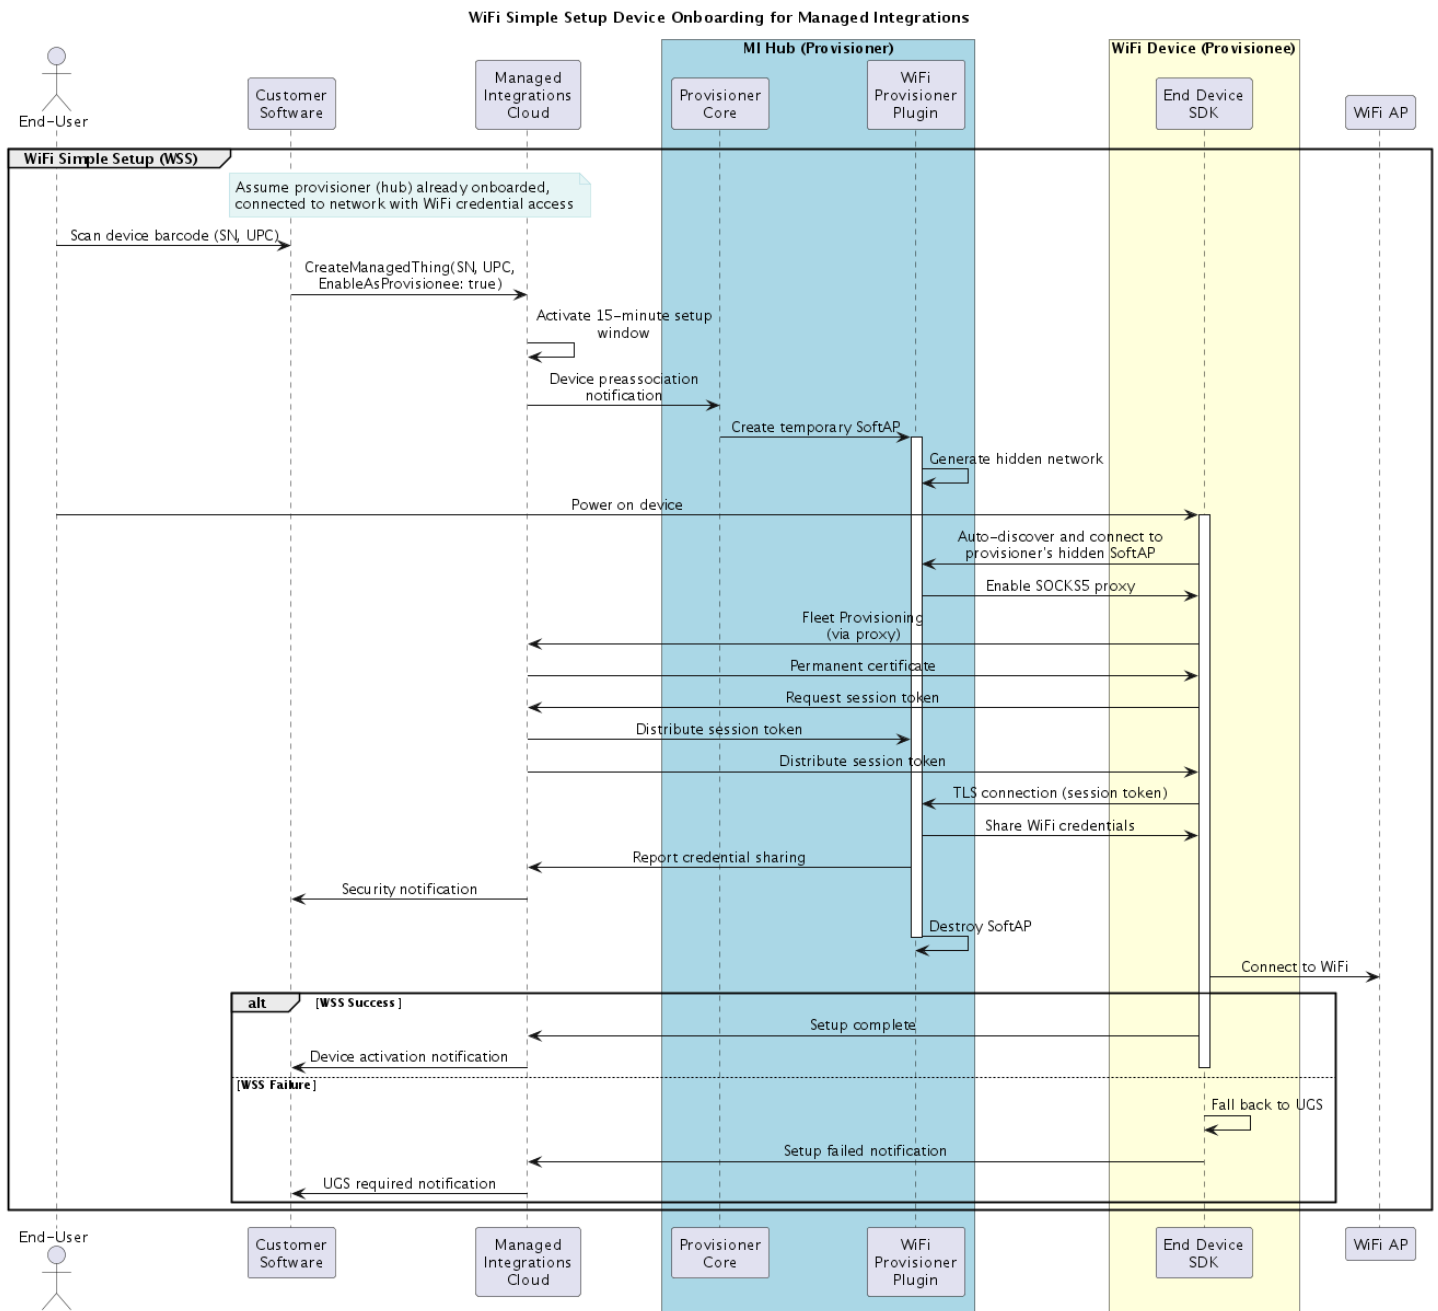 WiFi Simple Setup Device Onboarding for Managed Integrations
MI Hub (Provisioner)
WiFi Device (Provisionee)
End-User
Customer
Software
Managed
Integrations
Cloud
Provisioner
Core
WiFi
Provisioner
Plugin
End Device
SDK
WiFi AP
WiFi Simple Setup (WSS)
Assume provisioner (hub) already onboarded,
connected to network with WiFi credential access
Scan device barcode (SN, UPC)
CreateManagedThing(SN, UPC,
EnableAsProvisionee: true)
Activate 15-minute setup
window
Device preassociation
notification
Create temporary SoftAP
Generate hidden network
Power on device
Auto-discover and connect to
provisioner's hidden SoftAP
Enable SOCKS5 proxy
Fleet Provisioning
(via proxy)
Permanent certificate
Request session token
Distribute session token
Distribute session token
TLS connection (session token)
Share WiFi credentials
Report credential sharing
Security notification
Destroy SoftAP
Connect to WiFi
alt [WSS Success]
Setup complete
Device activation notification
[WSS Failure]
Fall back to UGS
Setup failed notification
UGS required notification
End-User
Customer
Software
Managed
Integrations
Cloud
Provisioner
Core
WiFi
Provisioner
Plugin
End Device
SDK
WiFi AP